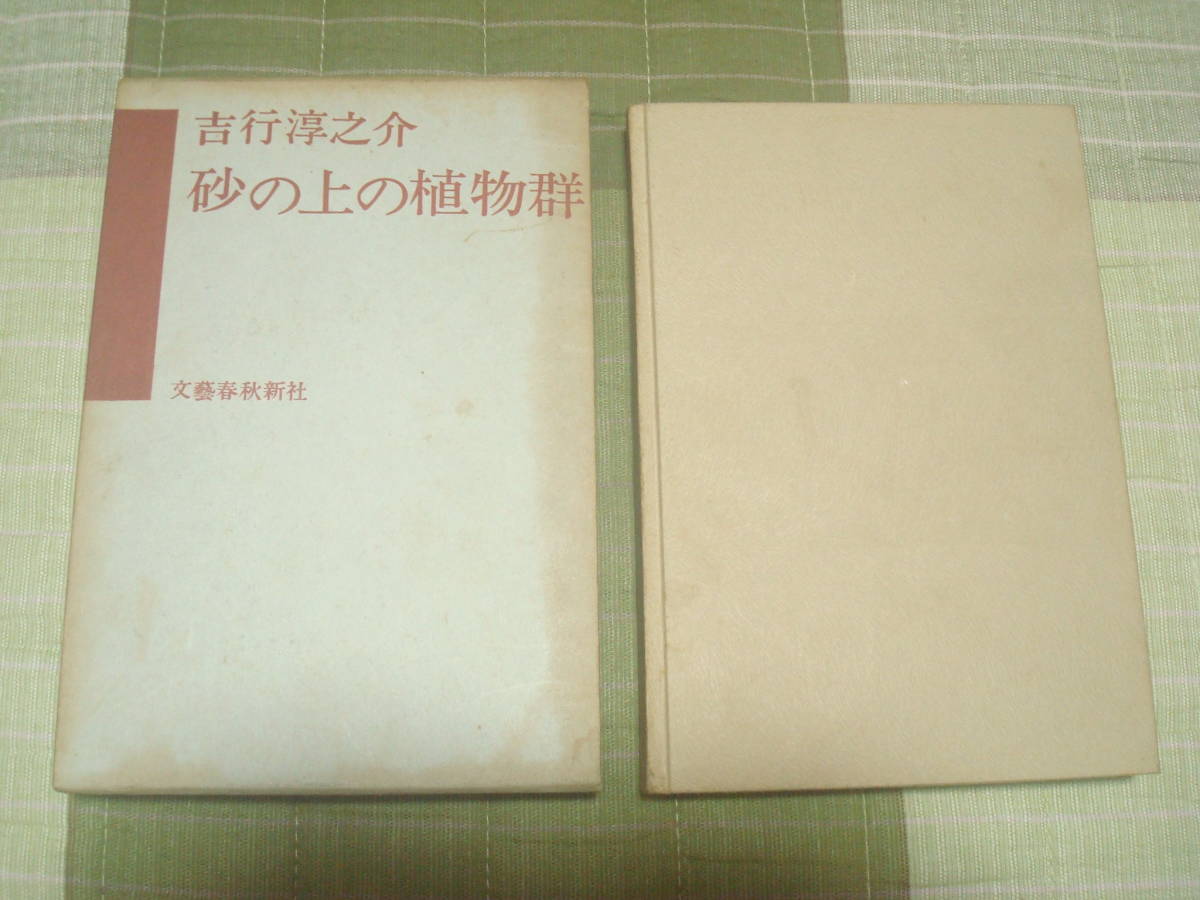 吉行淳之介
砂の上の植物群
文藝春秋新社